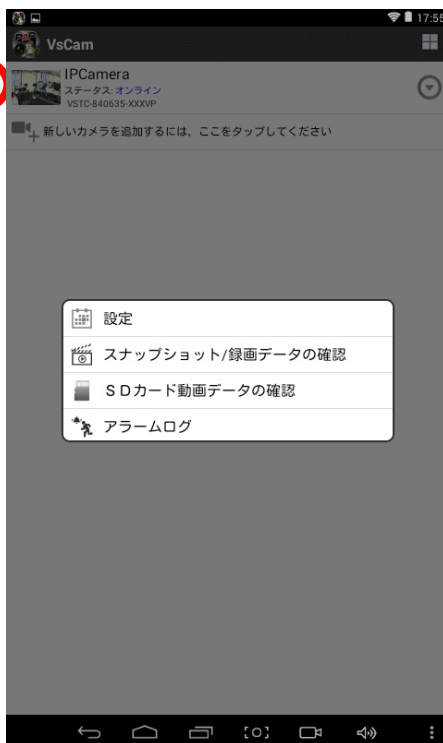 17:55
VsCam
IPCamera
ステータス: オンライン
VSTC-840635-XXXVP
新しいカメラを追加するには、ここをタップしてください
設定
スナップショット/録画データの確認
ＳＤカード動画データの確認
アラームログ